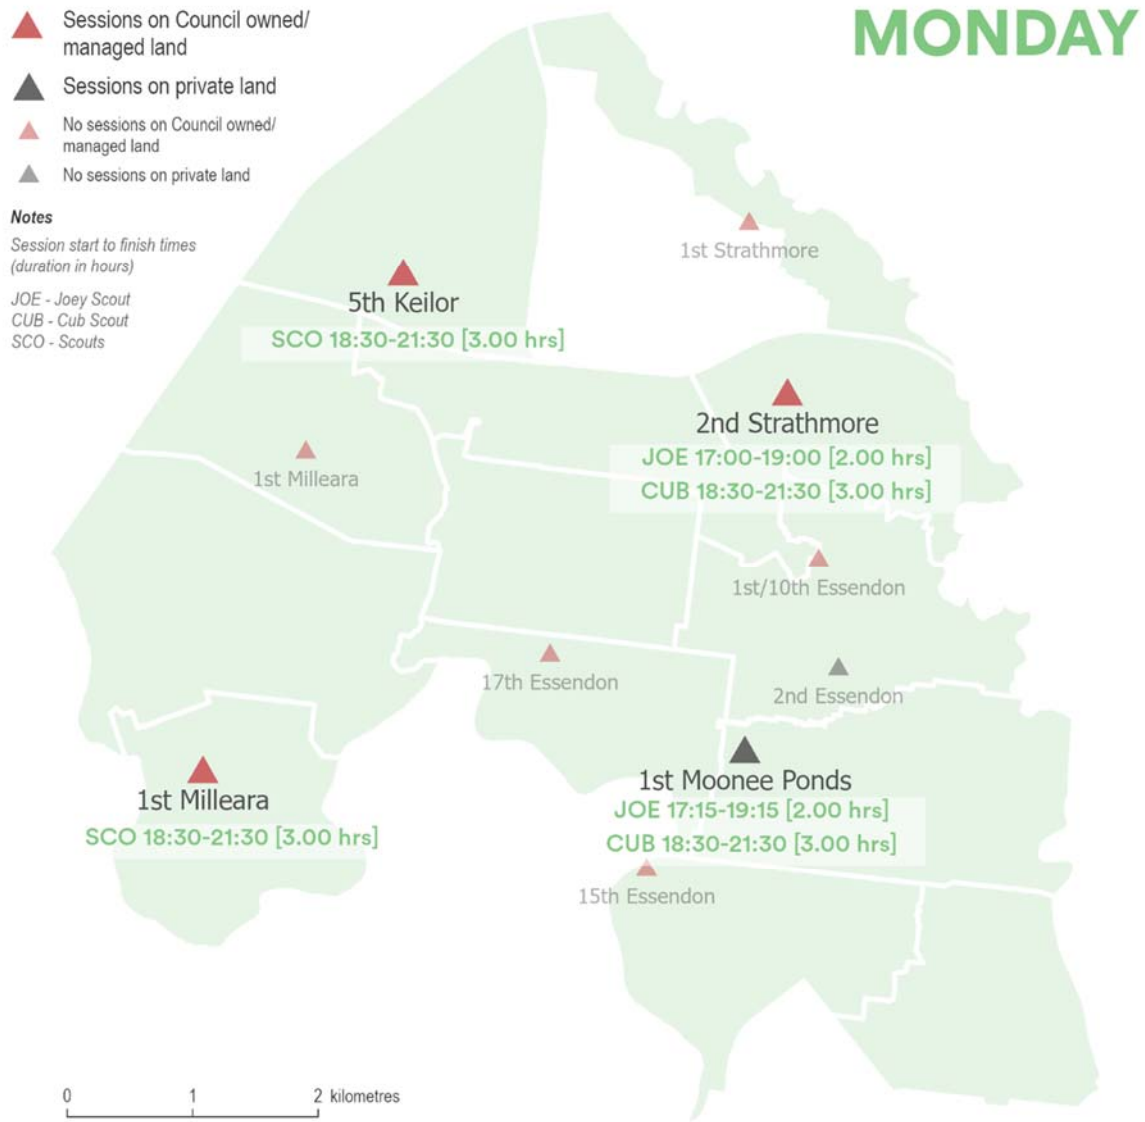 MONDAY
Sessions on Council owned/
managed land
Sessions on private land
No sessions on Council owned/
managed land
No sessions on private land
Notes
Session start to finish times
(duration in hours)
JOE - Joey Scout
CUB - Cub Scout
SCO - Scouts
1st Strathmore
5th Keilor
SCO 18:30-21:30 [3.00 hrs]
2nd Strathmore
JOE 17:00-19:00 [2.00 hrs]
CUB 18:30-21:30 [3.00 hrs]
1st Milleara
1st/10th Essendon
17th Essendon
2nd Essendon
1st Moonee Ponds
JOE 17:15-19:15 [2.00 hrs]
CUB 18:30-21:30 [3.00 hrs]
1st Milleara
SCO 18:30-21:30 [3.00 hrs]
15th Essendon
0 1 2 kilometres